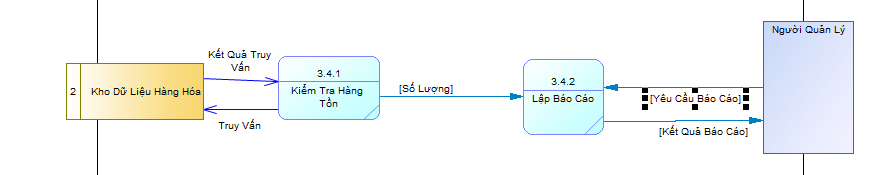 Người Quản Lý
Kết Quả Truy
Vấn
3.4.1
Kiểm Tra Hàng
Tồn
3.4.2
Lập Báo Cáo
2
Kho Dữ Liệu Hàng Hóa
[Số Lượng]
[Yêu Cầu Báo Cáo]
Truy Vấn
[Kết Quả Báo Cáo]